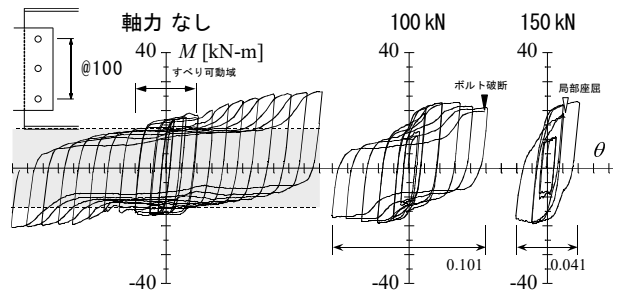 軸力 なし
100 kN
150 kN
@100
40
M [kN-m]
すべり可動域
40
ボルト破断
40
局部座屈
θ
0.101
0.041
-40
-40
-40